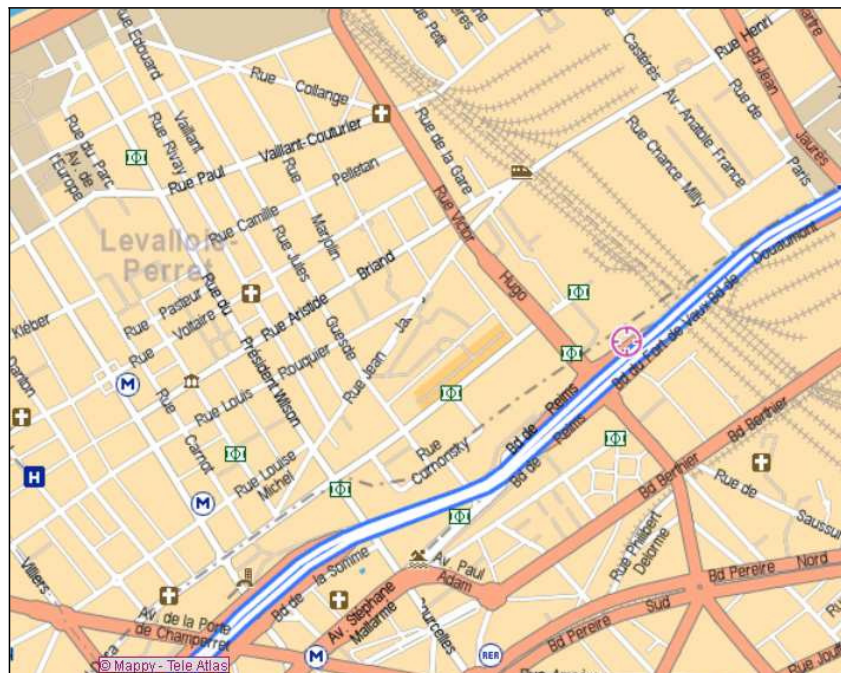 Rue Edouard
Vaillant
Rue
Collange
Rue Petit
Rue Henri
Bd Jean
Jaurès
Av. Anatole France
Rue de
Paris
Rue Chance Milly
Rue de la Gare
Rue Victor
Hugo
Vaillant-Couturier
Rue Paul
Rue Rivay
Rue du Parc
Av. de
l'Europe
Pelletan
Rue Camille
Rue
Marjolin
Rue Jules
Guesde
Levallois-
Perret
Briand
Rue Aristide
Rue Pasteur
Rue
Voltaire
Kléber
Danton
Rue du
Président Wilson
Rouquier
Rue Louis
Rue Jean
Rue
Carnot
Rue Louise
Michel
Rue
Cornonsky
Bd de Reims
Bd de Reims
Bd du Fort de Vaux
Bd de
Douaumont
Bd Berthier
Bd Berthier
Rue de
Saussur
Rue Philibert
Delorme
Bd Pereire
Nord
Bd Pereire
Sud
Av. Paul
Adam
Av. Stéphane
Mallarmé
Bd de la Somme
Av. de la Porte
de Champerret
Villiers
ourcelles
Rue Jouf
M
M
M
H
RER
© Mappy - Tele Atlas